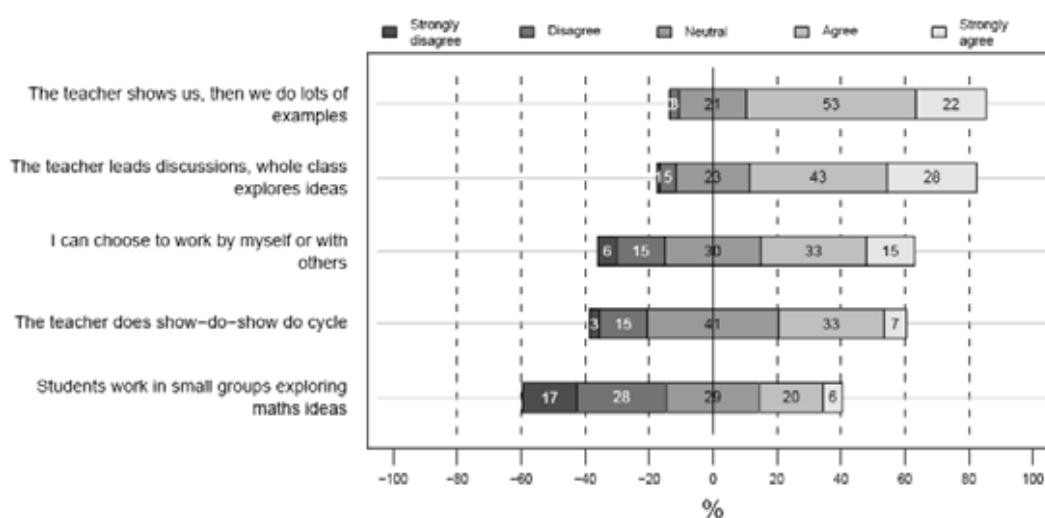 Strongly disagree
Disagree
Neutral
Agree
Strongly agree
The teacher shows us, then we do lots of
examples
1 3 21 53 22
The teacher leads discussions, whole class
explores ideas
1 5 23 43 28
I can choose to work by myself or with
others
6 15 30 33 15
The teacher does show-do-show do cycle
3 15 41 33 7
Students work in small groups exploring
maths ideas
17 28 29 20 6
−100 −80 −60 −40 −20 0 20 40 60 80 100
%